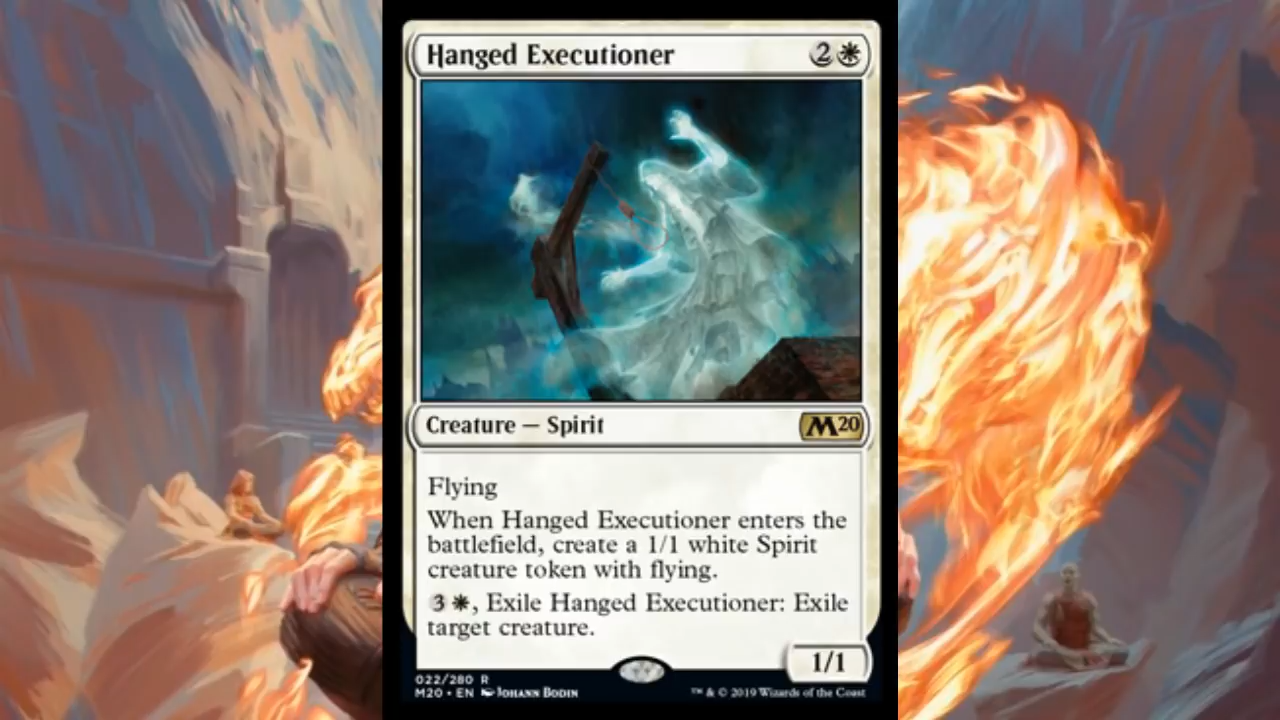 Hanged Executioner 2
Creature — Spirit M20
Flying
When Hanged Executioner enters the
battlefield, create a 1/1 white Spirit
creature token with flying.
3 , Exile Hanged Executioner: Exile
target creature.
1/1
022/280 R
M20 • EN Johann Bodin ™ & © 2019 Wizards of the Coast